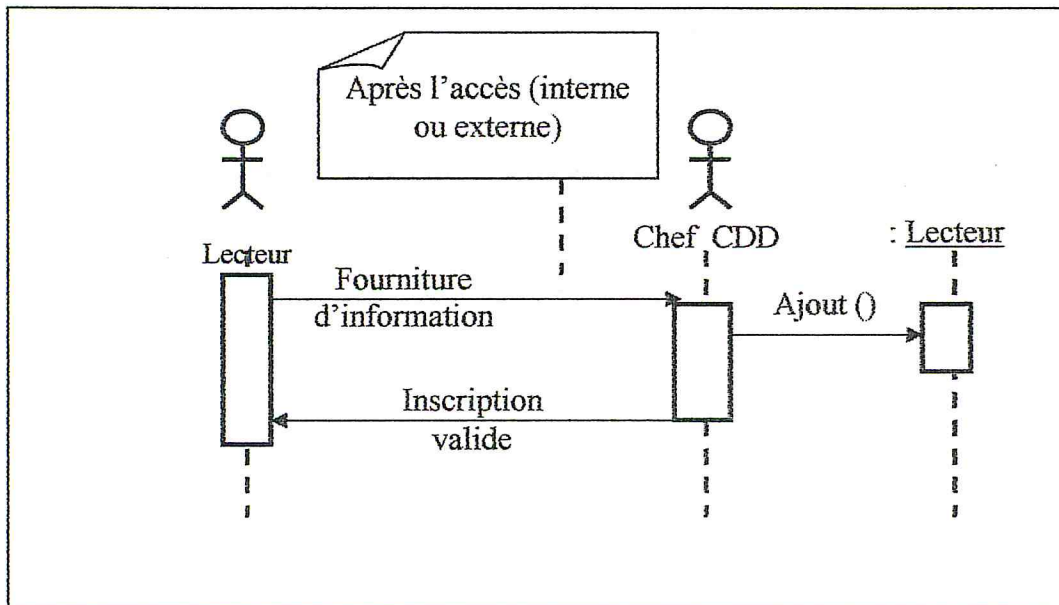 Après l'accès (interne
ou externe)
Lecteur
Chef CDD
: Lecteur
Fourniture
d'information
Ajout ()
Inscription
valide